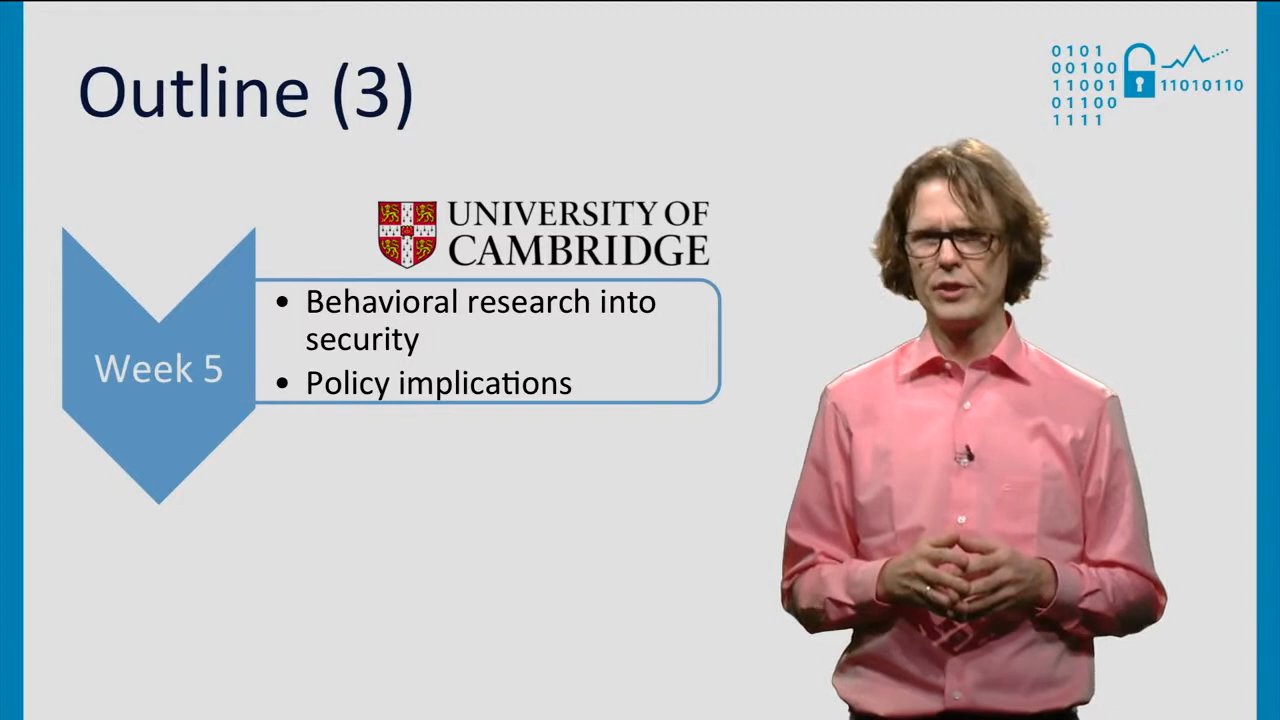 Outline (3)
0101
00100
11001
11010110
01100
1111
UNIVERSITY OF
CAMBRIDGE
Week 5
• Behavioral research into
security
• Policy implications